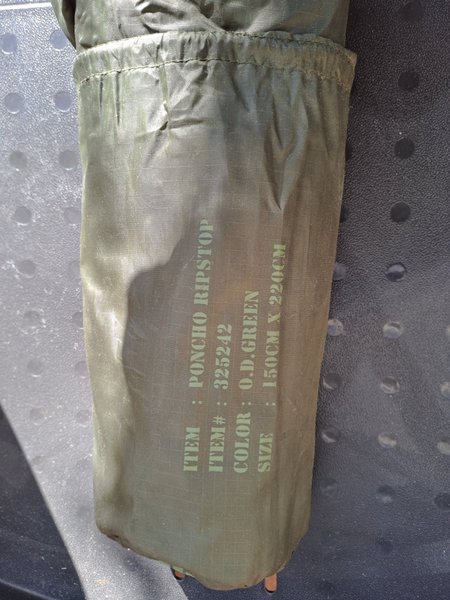 ITEM : PONCHO RIPSTOP
ITEM# : 325242
COLOR : O.D.GREEN
SIZE : 150CM X 220CM